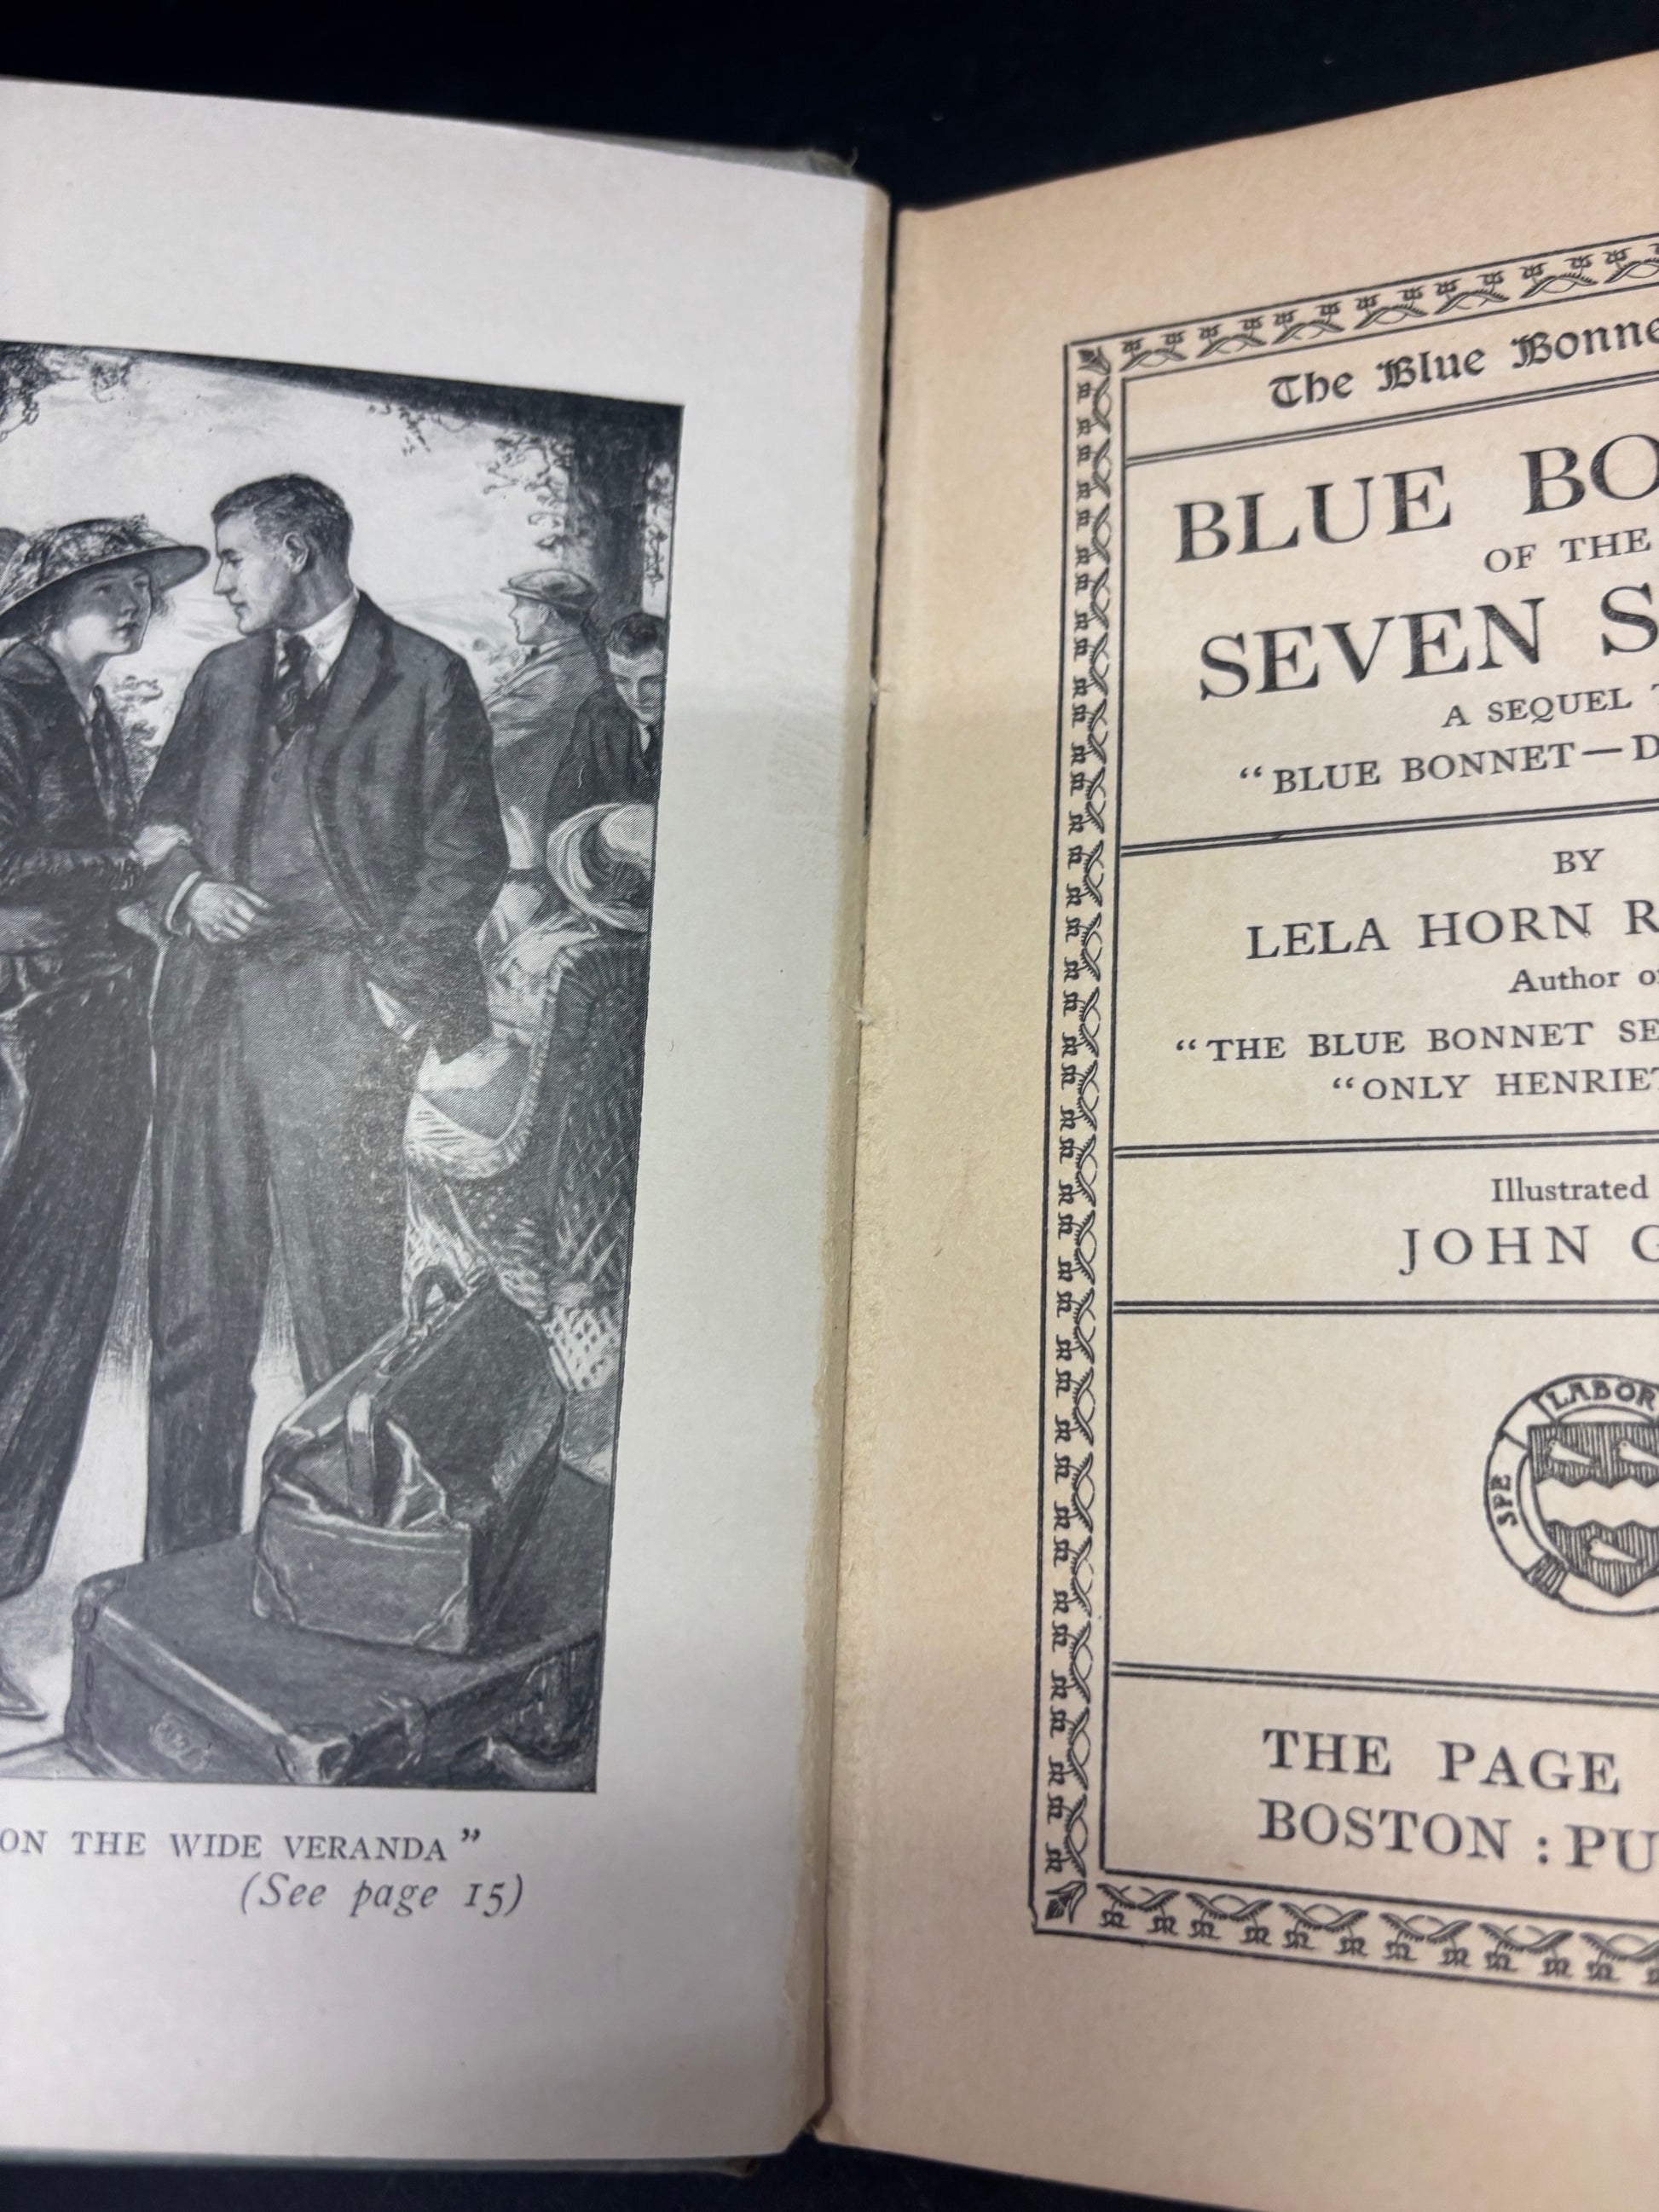 ON THE WIDE VERANDA”
(See page 15)
The Blue Bonne
BLUE BO
OF THE
SEVEN S
A SEQUEL T
“BLUE BONNET—D
BY
LELA HORN R
Author o
“THE BLUE BONNET SE
“ONLY HENRIET
Illustrated
JOHN G
LABOR
SPE
THE PAGE
BOSTON : PU